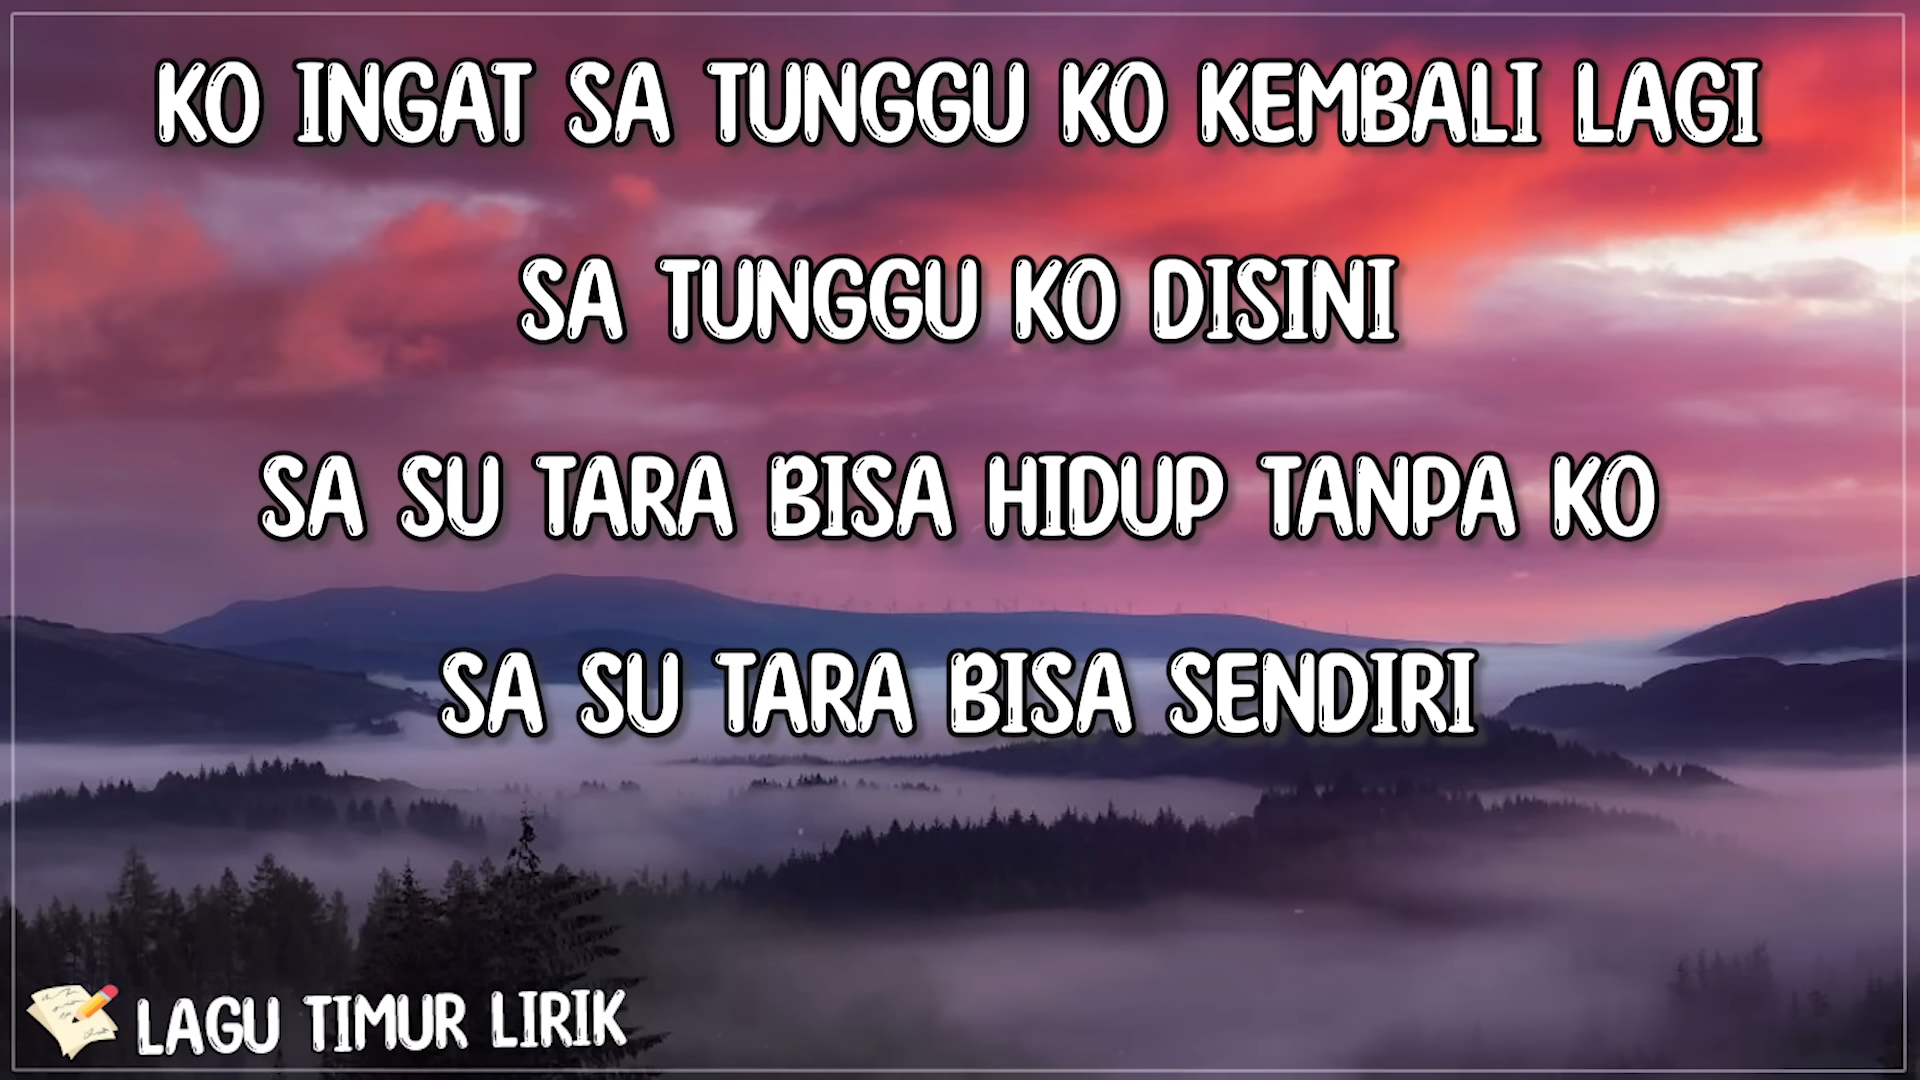 KO INGAT SA TUNGGU KO KEMBALI LAGI
SA TUNGGU KO DISINI
SA SU TARA BISA HIDUP TANPA KO
SA SU TARA BISA SENDIRI
LAGU TIMUR LIRIK